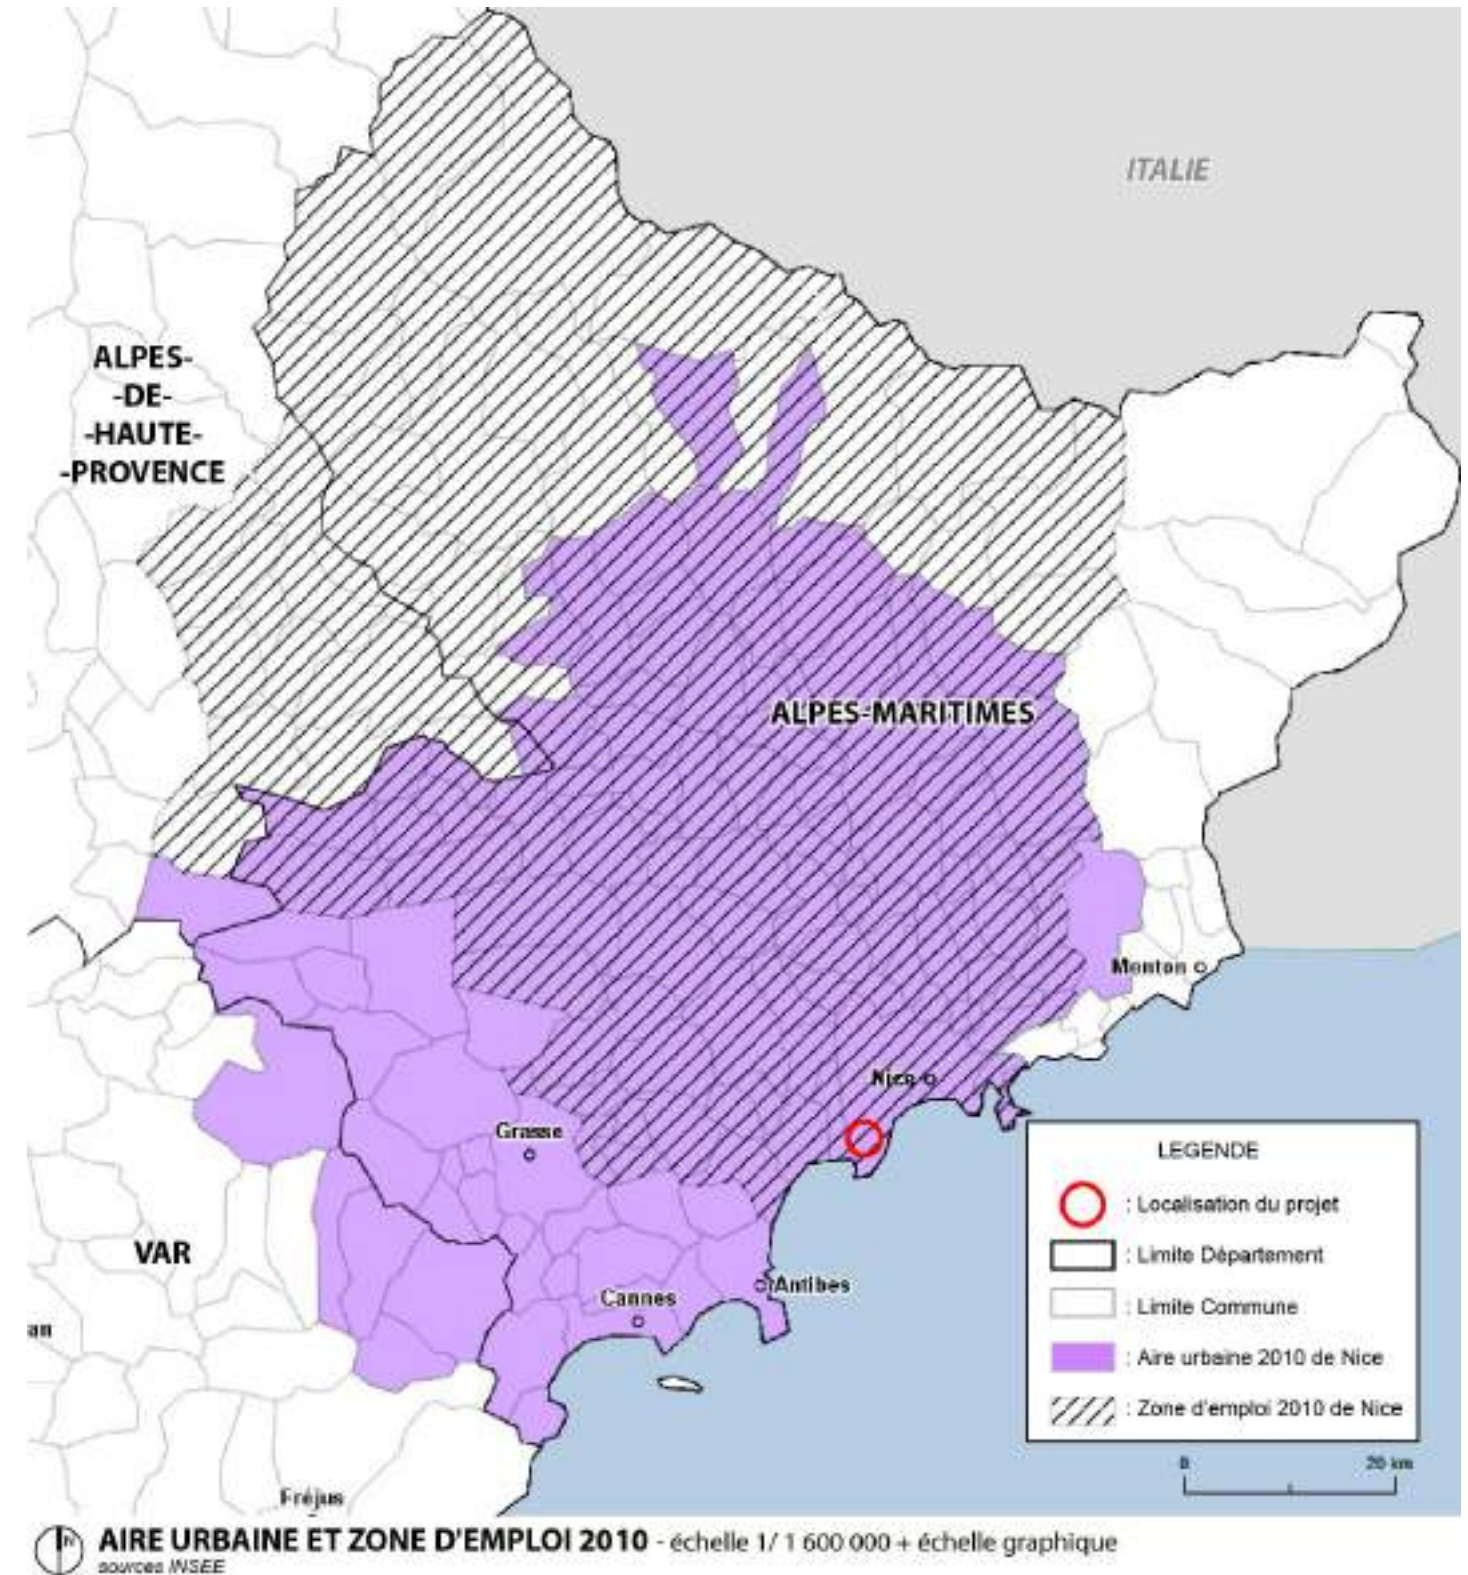 ITALIE
ALPES-
-DE-
-HAUTE-
-PROVENCE
ALPES-MARITIMES
Menton
Nice
Grasse
VAR
Antibes
Cannes
an
Fréjus
LEGENDE
: Localisation du projet
: Limite Département
: Limite Commune
: Aire urbaine 2010 de Nice
: Zone d'emploi 2010 de Nice
0 20 km
N
AIRE URBAINE ET ZONE D'EMPLOI 2010 - échelle 1/ 1 600 000 + échelle graphique
sources INSEE